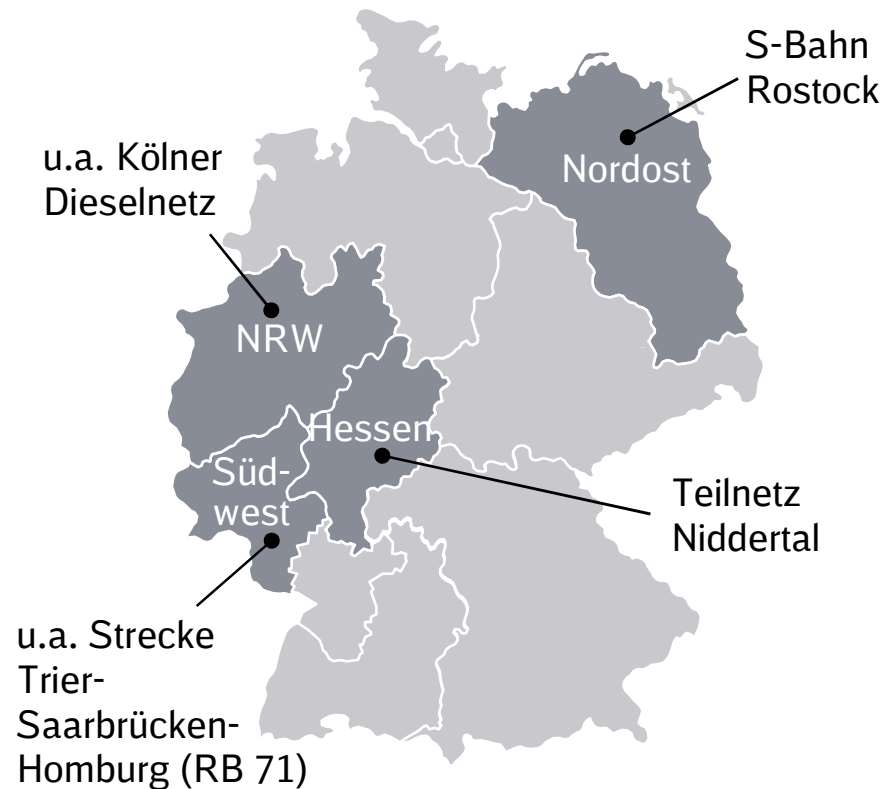 S-Bahn
Rostock
u.a. Kölner
Dieselnetz
Nordost
NRW
Hessen
Süd-
west
Teilnetz
Niddertal
u.a. Strecke
Trier-
Saarbrücken-
Homburg (RB 71)